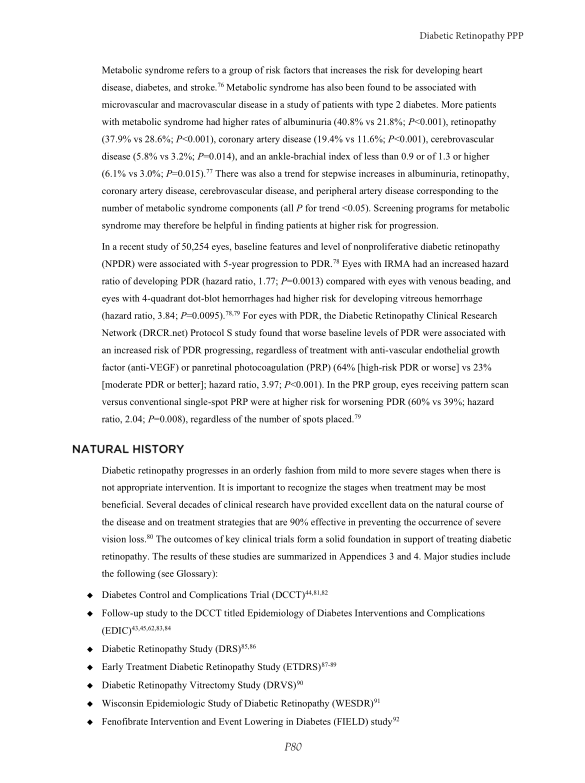 Diabetic Retinopathy PPP
Metabolic syndrome refers to a group of risk factors that increases the risk for developing heart
disease, diabetes, and stroke.76 Metabolic syndrome has also been found to be associated with
microvascular and macrovascular disease in a study of patients with type 2 diabetes. More patients
with metabolic syndrome had higher rates of albuminuria (40.8% vs 21.8%; P<0.001), retinopathy
(37.9% vs 28.6%; P<0.001), coronary artery disease (19.4% vs 11.6%; P<0.001), cerebrovascular
disease (5.8% vs 3.2%; P=0.014), and an ankle-brachial index of less than 0.9 or of 1.3 or higher
(6.1% vs 3.0%; P=0.015).77 There was also a trend for stepwise increases in albuminuria, retinopathy,
coronary artery disease, cerebrovascular disease, and peripheral artery disease corresponding to the
number of metabolic syndrome components (all P for trend <0.05). Screening programs for metabolic
syndrome may therefore be helpful in finding patients at higher risk for progression.
In a recent study of 50,254 eyes, baseline features and level of nonproliferative diabetic retinopathy
(NPDR) were associated with 5-year progression to PDR.78 Eyes with IRMA had an increased hazard
ratio of developing PDR (hazard ratio, 1.77; P=0.0013) compared with eyes with venous beading, and
eyes with 4-quadrant dot-blot hemorrhages had higher risk for developing vitreous hemorrhage
(hazard ratio, 3.84; P=0.0095).78,79 For eyes with PDR, the Diabetic Retinopathy Clinical Research
Network (DRCR.net) Protocol S study found that worse baseline levels of PDR were associated with
an increased risk of PDR progressing, regardless of treatment with anti-vascular endothelial growth
factor (anti-VEGF) or panretinal photocoagulation (PRP) (64% [high-risk PDR or worse] vs 23%
[moderate PDR or better]; hazard ratio, 3.97; P<0.001). In the PRP group, eyes receiving pattern scan
versus conventional single-spot PRP were at higher risk for worsening PDR (60% vs 39%; hazard
ratio, 2.04; P=0.008), regardless of the number of spots placed.79
NATURAL HISTORY
Diabetic retinopathy progresses in an orderly fashion from mild to more severe stages when there is
not appropriate intervention. It is important to recognize the stages when treatment may be most
beneficial. Several decades of clinical research have provided excellent data on the natural course of
the disease and on treatment strategies that are 90% effective in preventing the occurrence of severe
vision loss.80 The outcomes of key clinical trials form a solid foundation in support of treating diabetic
retinopathy. The results of these studies are summarized in Appendices 3 and 4. Major studies include
the following (see Glossary):
◆ Diabetes Control and Complications Trial (DCCT)44,81,82
◆ Follow-up study to the DCCT titled Epidemiology of Diabetes Interventions and Complications
(EDIC)43,45,62,83,84
◆ Diabetic Retinopathy Study (DRS)85,86
◆ Early Treatment Diabetic Retinopathy Study (ETDRS)87-89
◆ Diabetic Retinopathy Vitrectomy Study (DRVS)90
◆ Wisconsin Epidemiologic Study of Diabetic Retinopathy (WESDR)91
◆ Fenofibrate Intervention and Event Lowering in Diabetes (FIELD) study92
P80